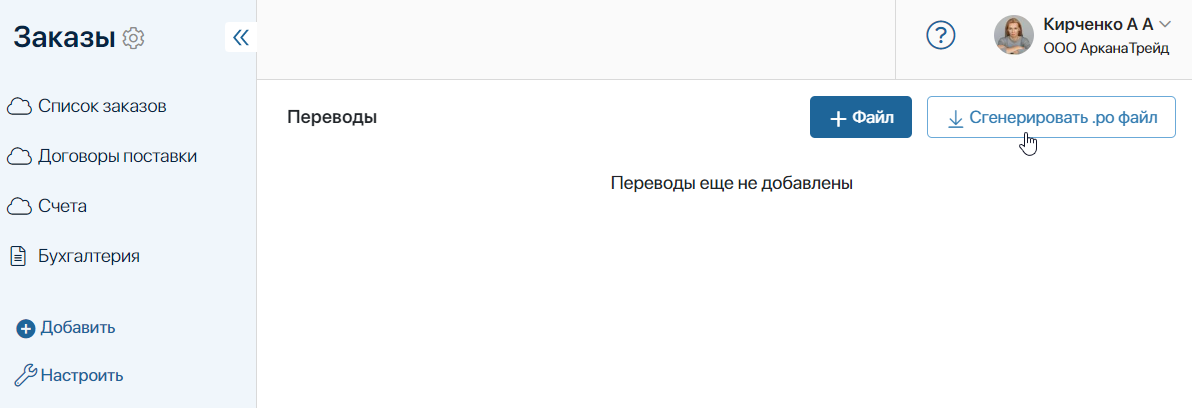 Заказы
Список заказов
Договоры поставки
Счета
Бухгалтерия
Добавить
Настроить
?
Кирченко А А
ООО АрканаТрейд
Переводы
+ Файл
Сгенерировать .po файл
Переводы еще не добавлены